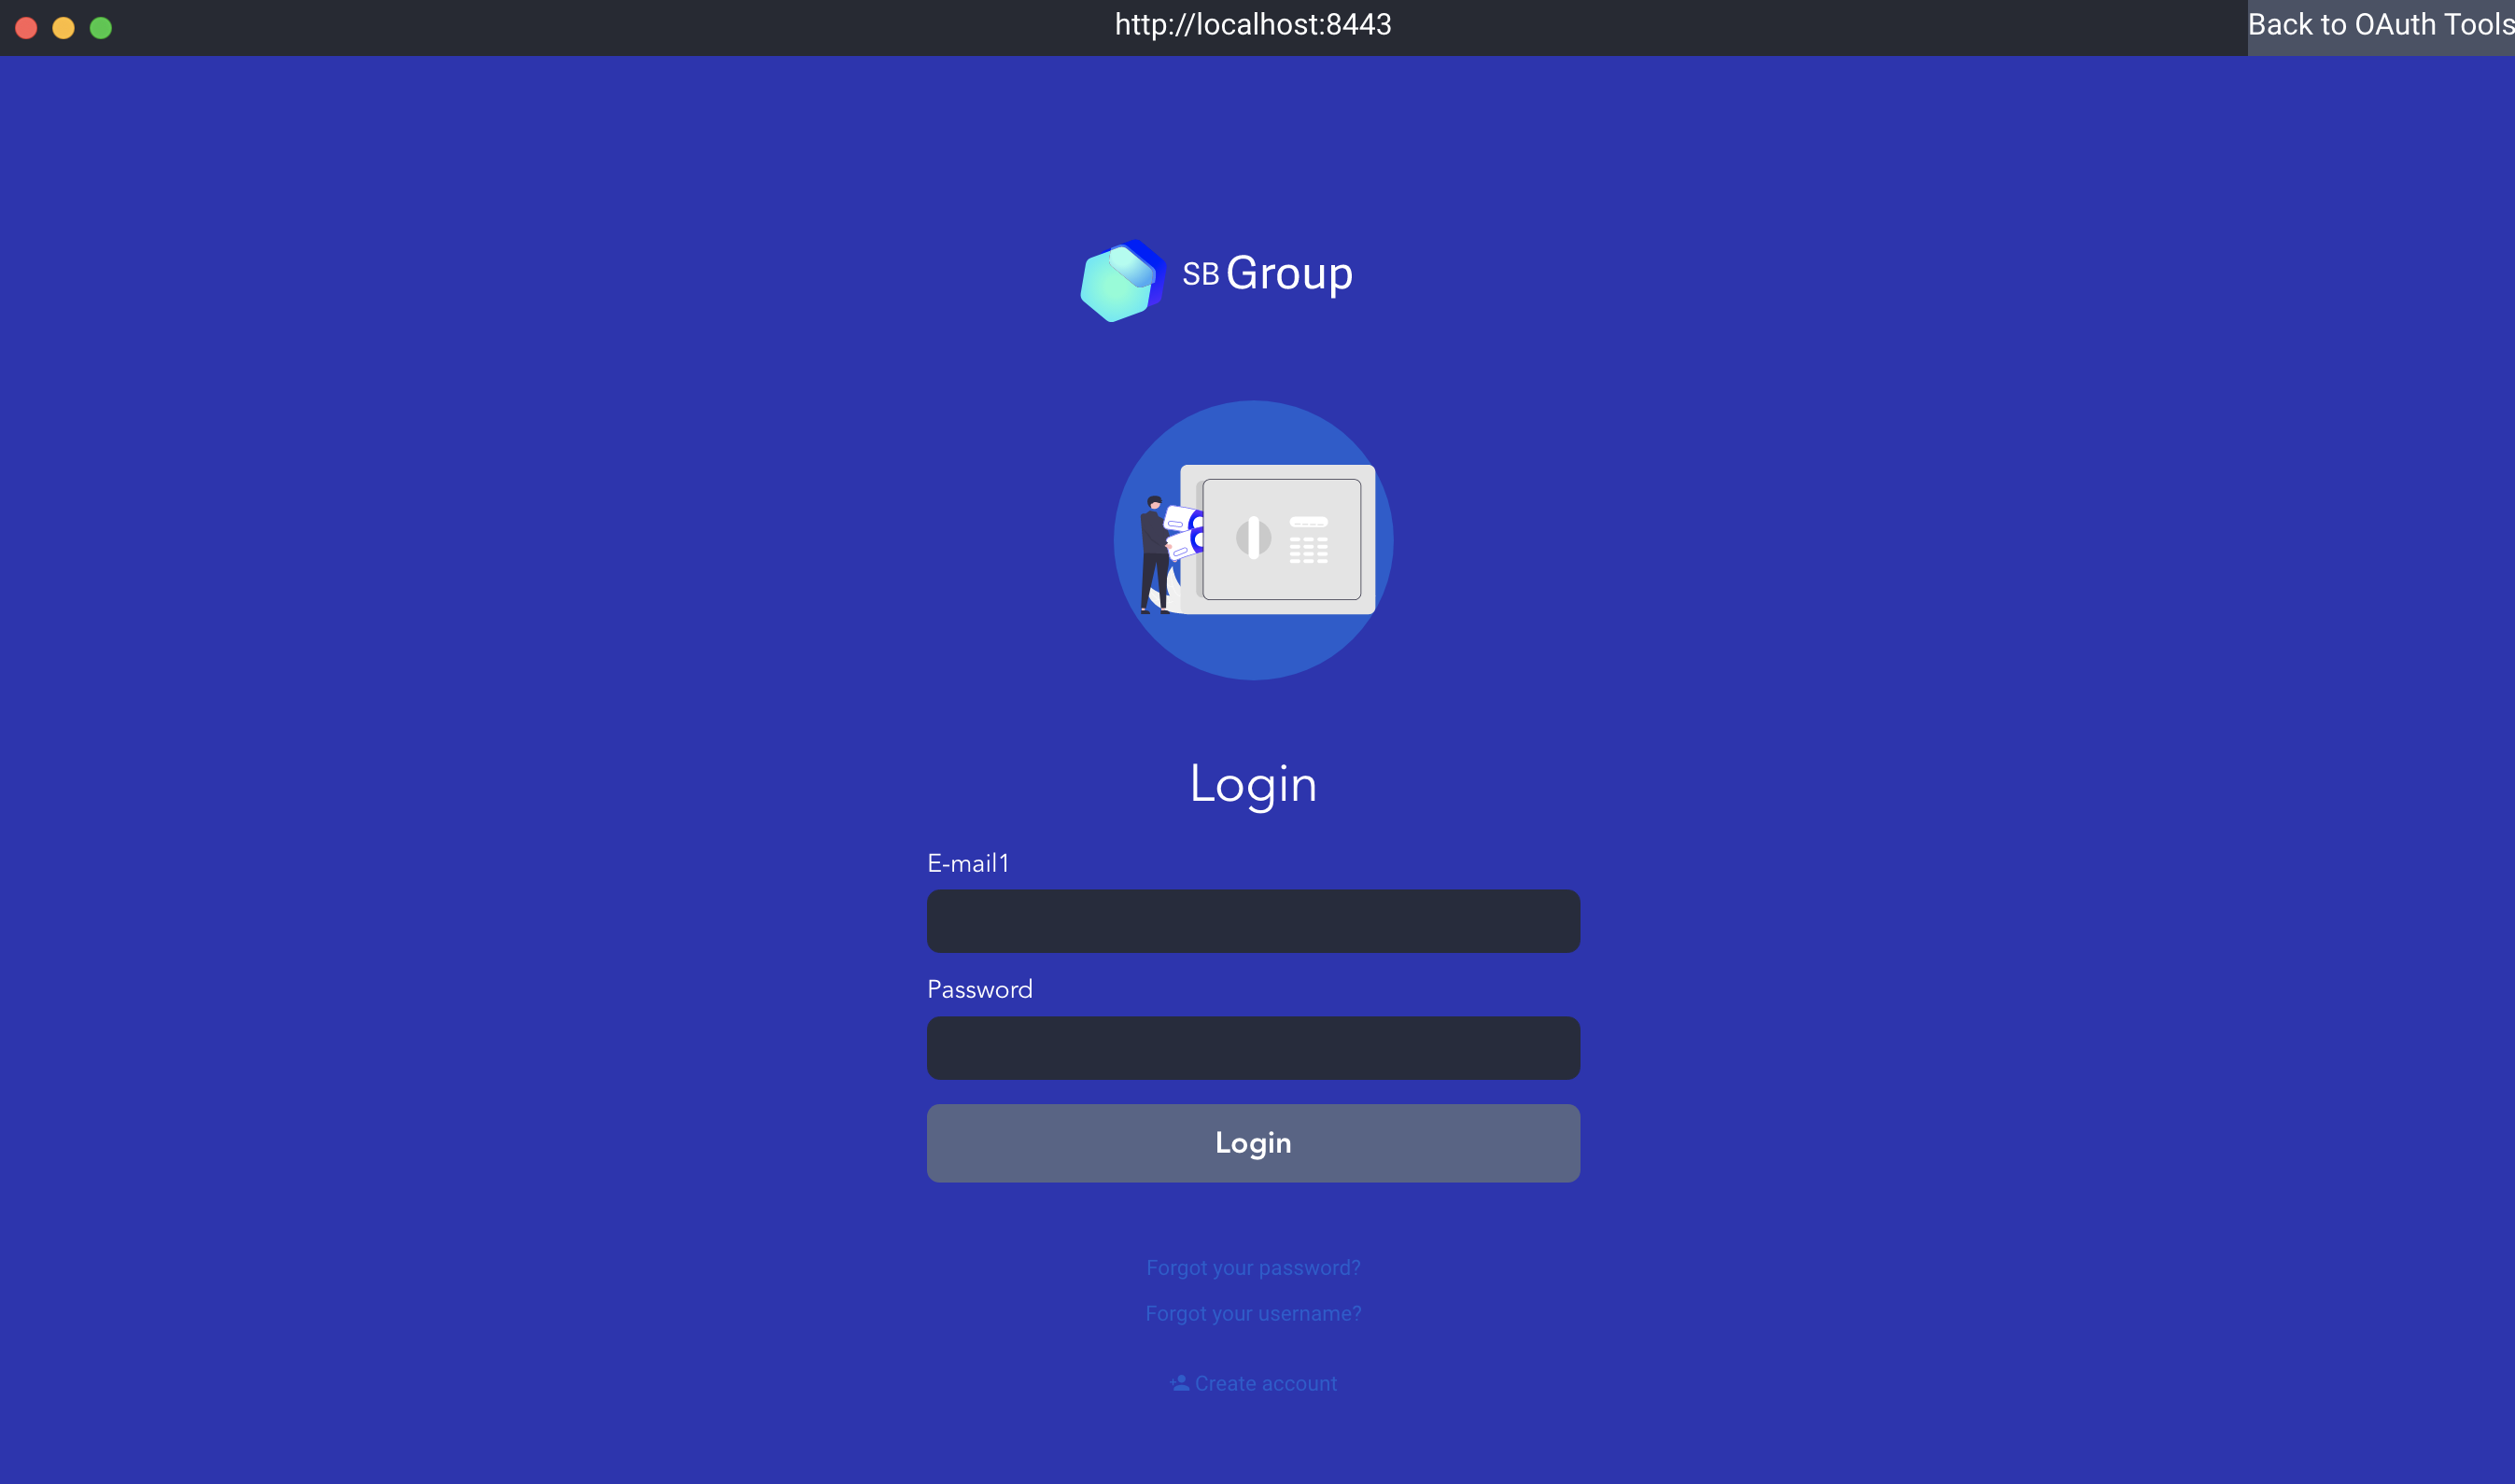 http://localhost:8443
Back to OAuth Tools
SB Group
Login
E-mail1
Password
Login
Forgot your password?
Forgot your username?
Create account